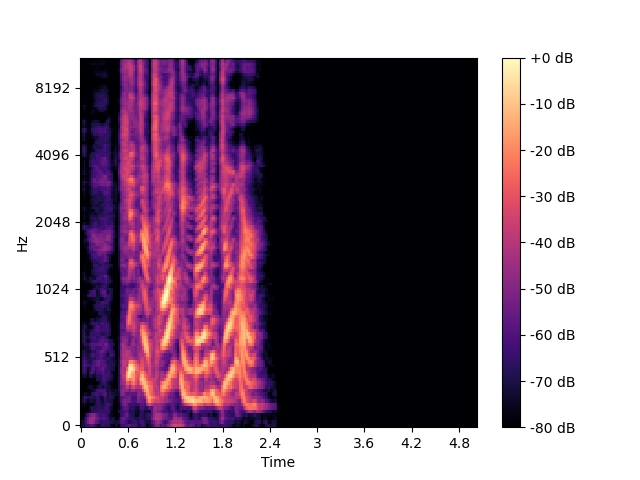 +0 dB
8192
-10 dB
4096
-20 dB
-30 dB
2048
Hz
-40 dB
1024
-50 dB
512
-60 dB
-70 dB
0
-80 dB
0 0.6 1.2 1.8 2.4 3 3.6 4.2 4.8
Time